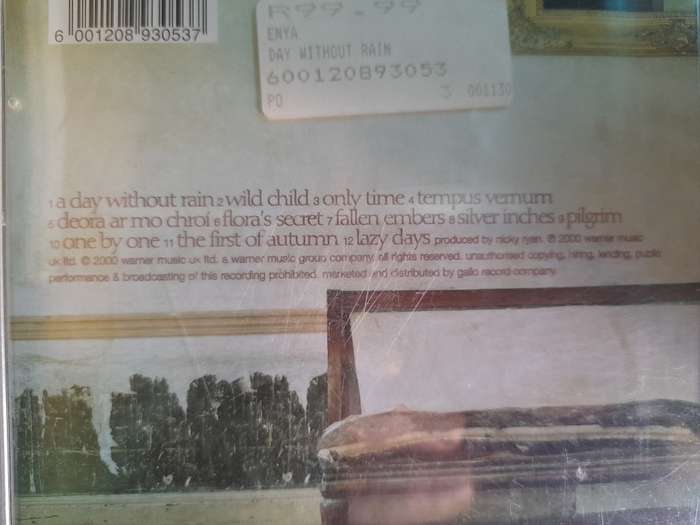 6 001208 930537
R99.99
ENYA
DAY WITHOUT RAIN
600120893053
PO 3 001130
1 a day without rain 2 wild child 3 only time 4 tempus vernum
5 deora ar mo chroí 6 flora's secret 7 fallen embers 8 silver inches 9 pilgrim
10 one by one 11 the first of autumn 12 lazy days produced by nicky ryan. ℗ 2000 warner music
uk ltd. © 2000 warner music uk ltd. a warner music group company. all rights reserved. unauthorised copying, hiring, lending, public
performance & broadcasting of this recording prohibited. marketed and distributed by gallo record company.